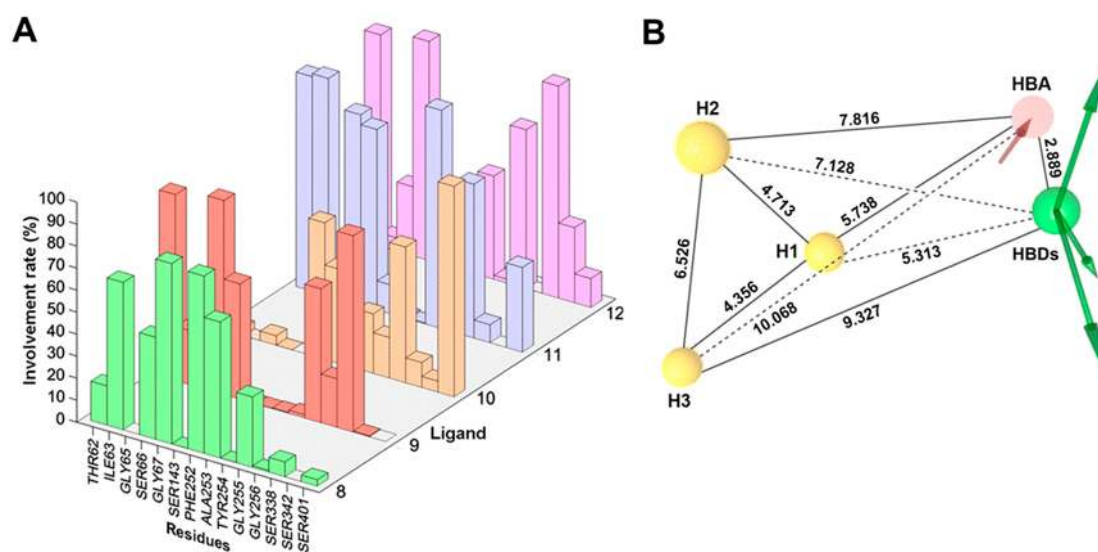 A
Involvement rate (%)
100
90
80
70
60
50
40
30
20
10
0
THR62
ILE63
GLY65
SER66
GLY67
SER143
PHE252
ALA253
TYR254
GLY255
GLY256
SER338
SER342
SER401
Residues
8
9
10
11
12
Ligand
B
H2
HBA
7.816
7.128
2.889
4.713
5.738
H1
6.526
5.313
HBDs
4.356
10.068
9.327
H3